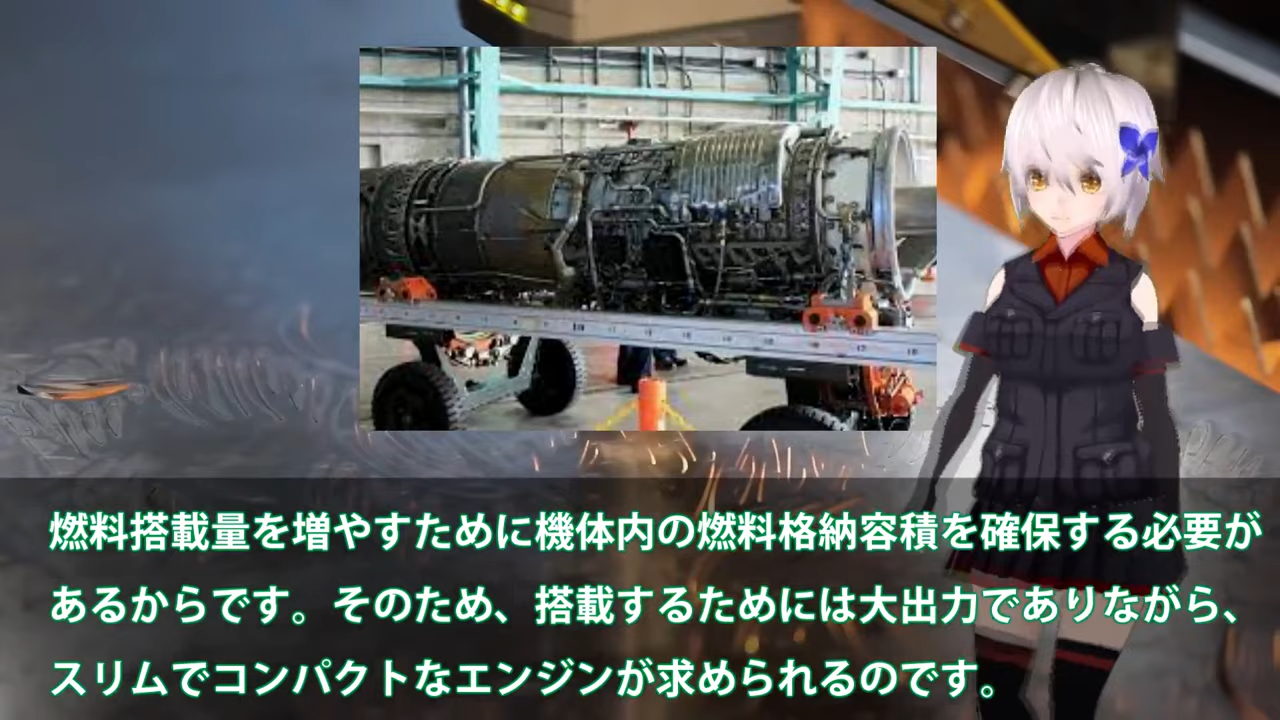 燃料搭載量を増やすために機体内の燃料格納容積を確保する必要が
あるからです。そのため、搭載するためには大出力でありながら、
スリムでコンパクトなエンジンが求められるのです。